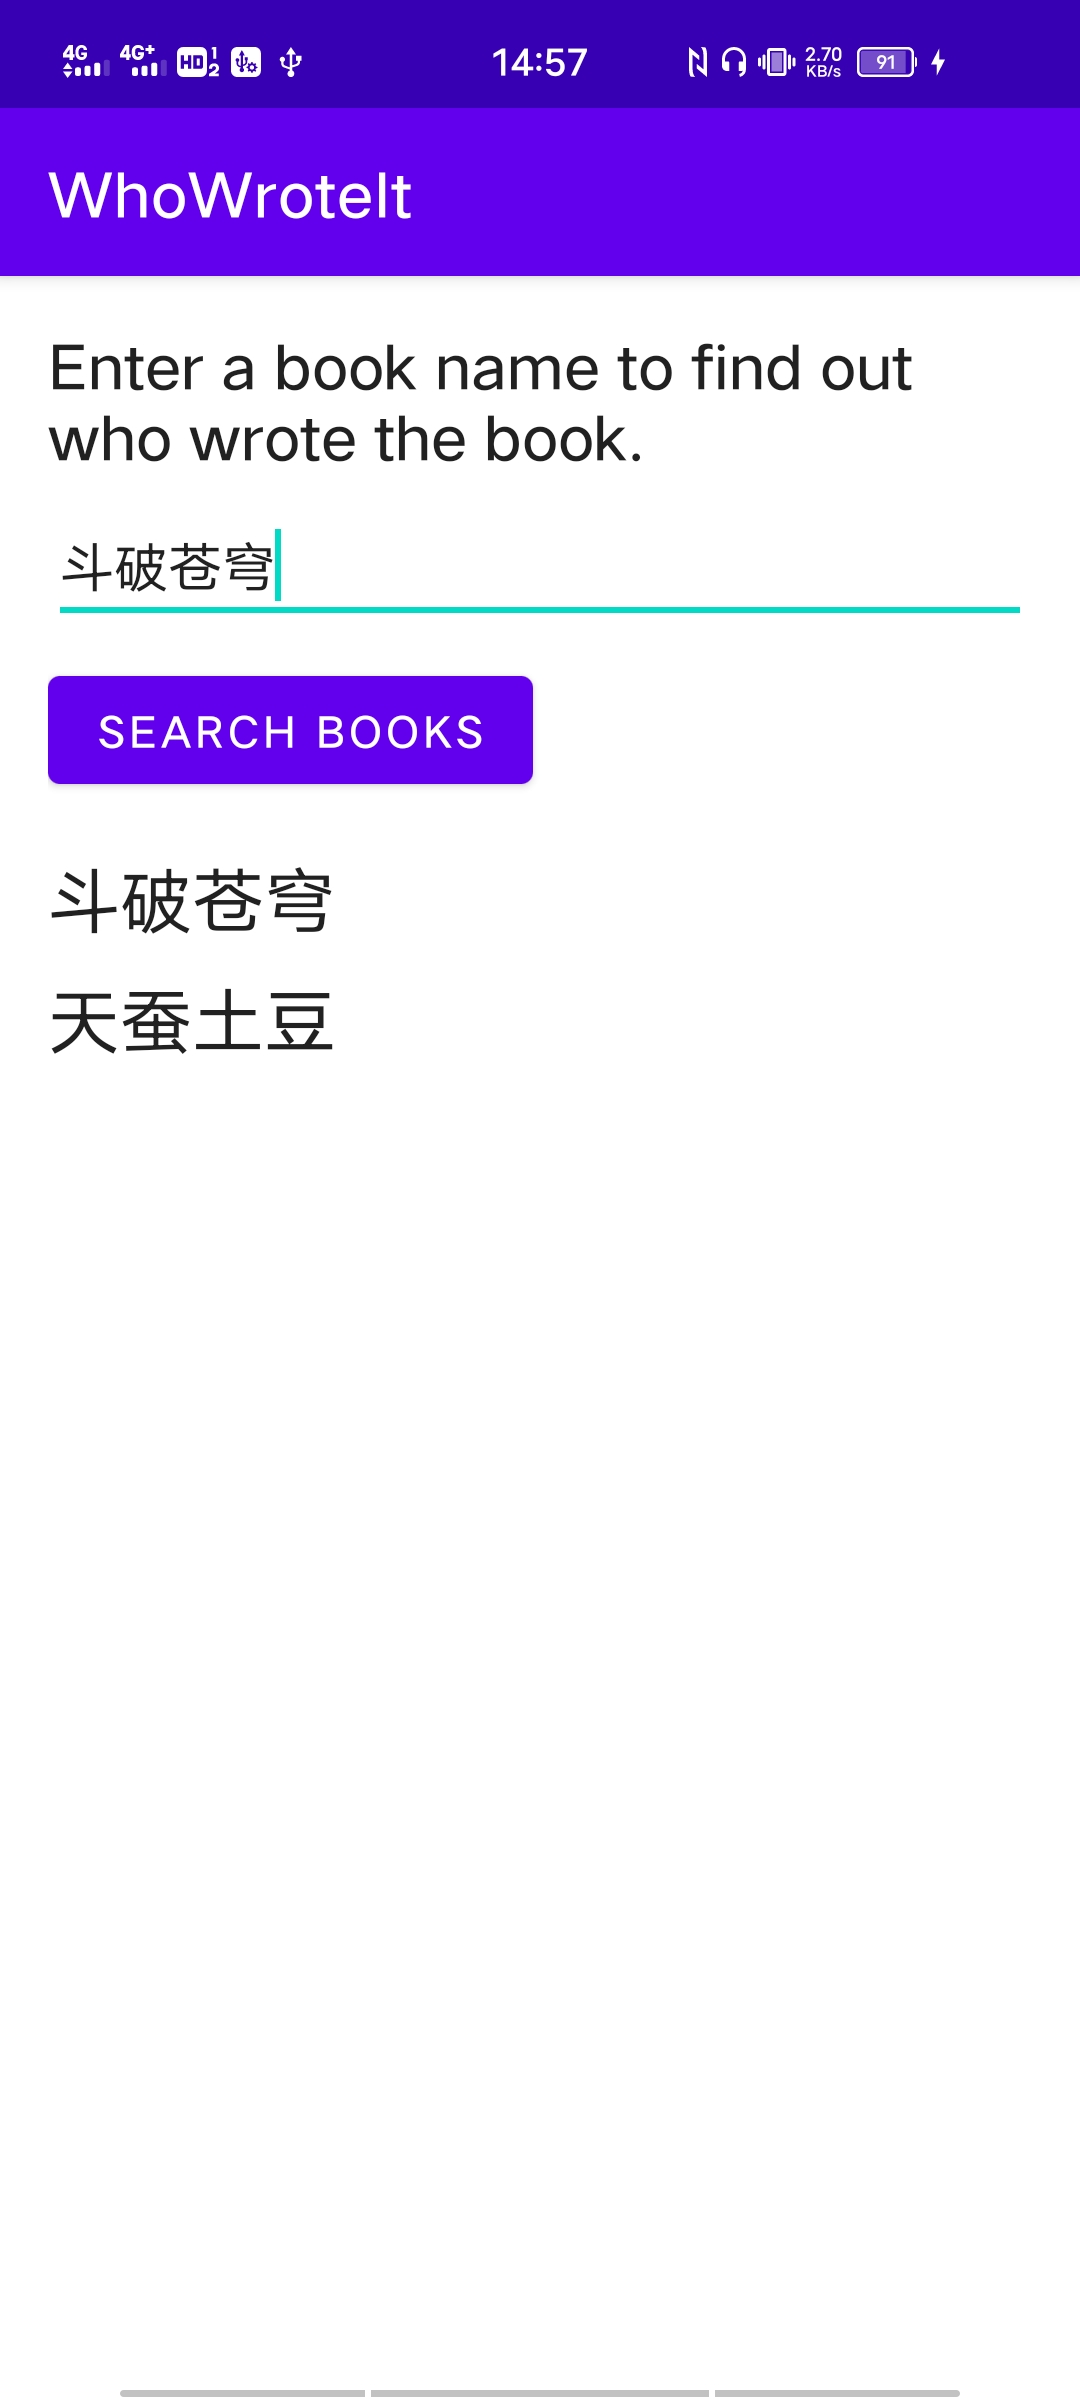 4G 4G+ HD 1 2 14:57 2.70 KB/s 91
WhoWroteIt
Enter a book name to find out
who wrote the book.
斗破苍穹
SEARCH BOOKS
斗破苍穹
天蚕土豆